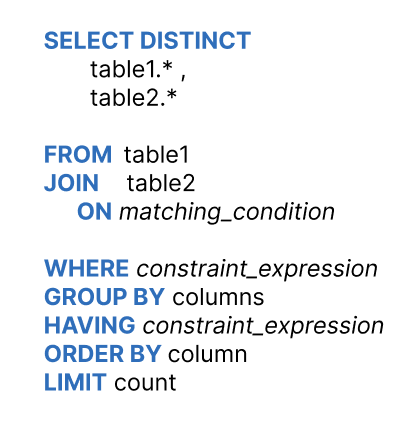 SELECT DISTINCT
table1.* ,
table2.*
FROM table1
JOIN table2
ON matching_condition
WHERE constraint_expression
GROUP BY columns
HAVING constraint_expression
ORDER BY column
LIMIT count